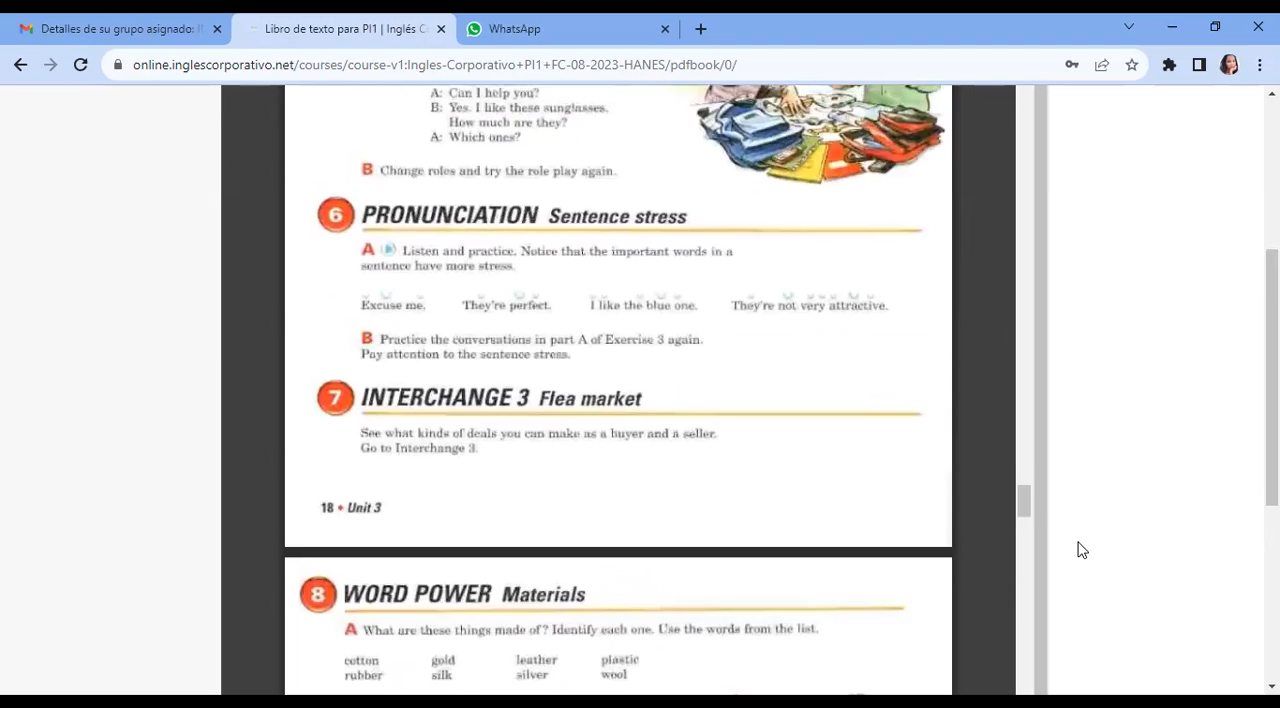 Detalles de su grupo asignado: I
Libro de texto para PI1 | Inglés C
WhatsApp
online.inglescorporativo.net/courses/course-v1:Ingles-Corporativo+PI1+FC-08-2023-HANES/pdfbook/0/
A: Can I help you?
B: Yes. I like these sunglasses.
How much are they?
A: Which ones?
B Change roles and try the role play again.
6 PRONUNCIATION Sentence stress
A Listen and practice. Notice that the important words in a
sentence have more stress.
Excuse me. They're perfect. I like the blue one. They're not very attractive.
B Practice the conversations in part A of Exercise 3 again.
Pay attention to the sentence stress.
7 INTERCHANGE 3 Flea market
See what kinds of deals you can make as a buyer and a seller.
Go to Interchange 3.
18 • Unit 3
8 WORD POWER Materials
A What are these things made of? Identify each one. Use the words from the list.
cotton gold leather plastic
rubber silk silver wool